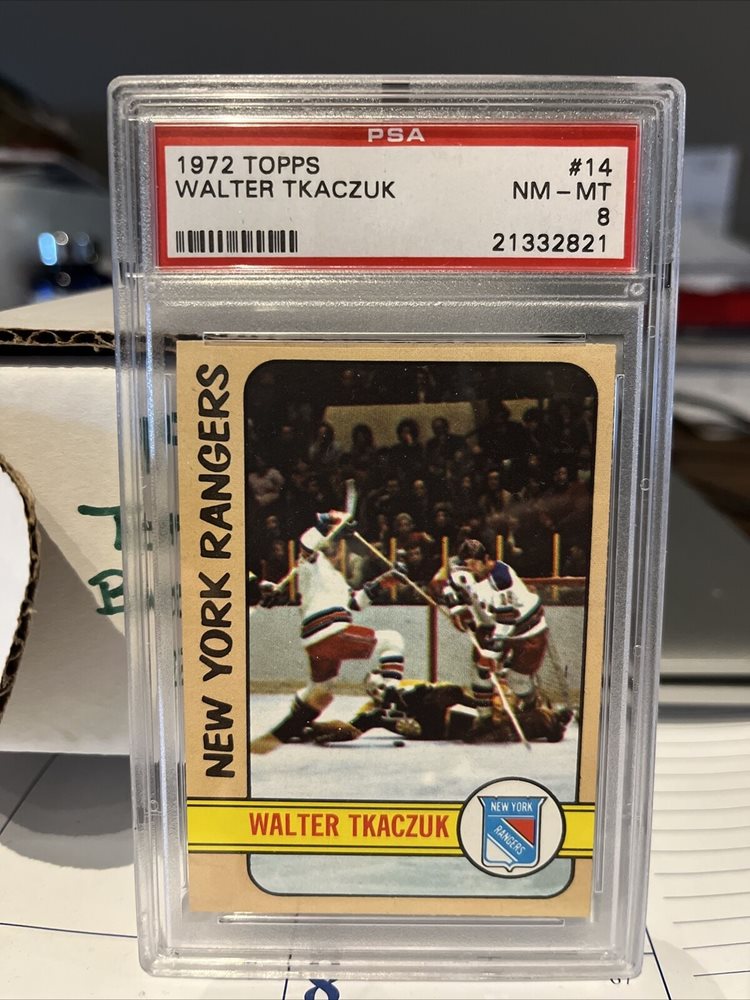 PSA
1972 TOPPS #14
WALTER TKACZUK NM-MT
8
21332821
NEW YORK RANGERS
WALTER TKACZUK
NEW YORK
RANGERS